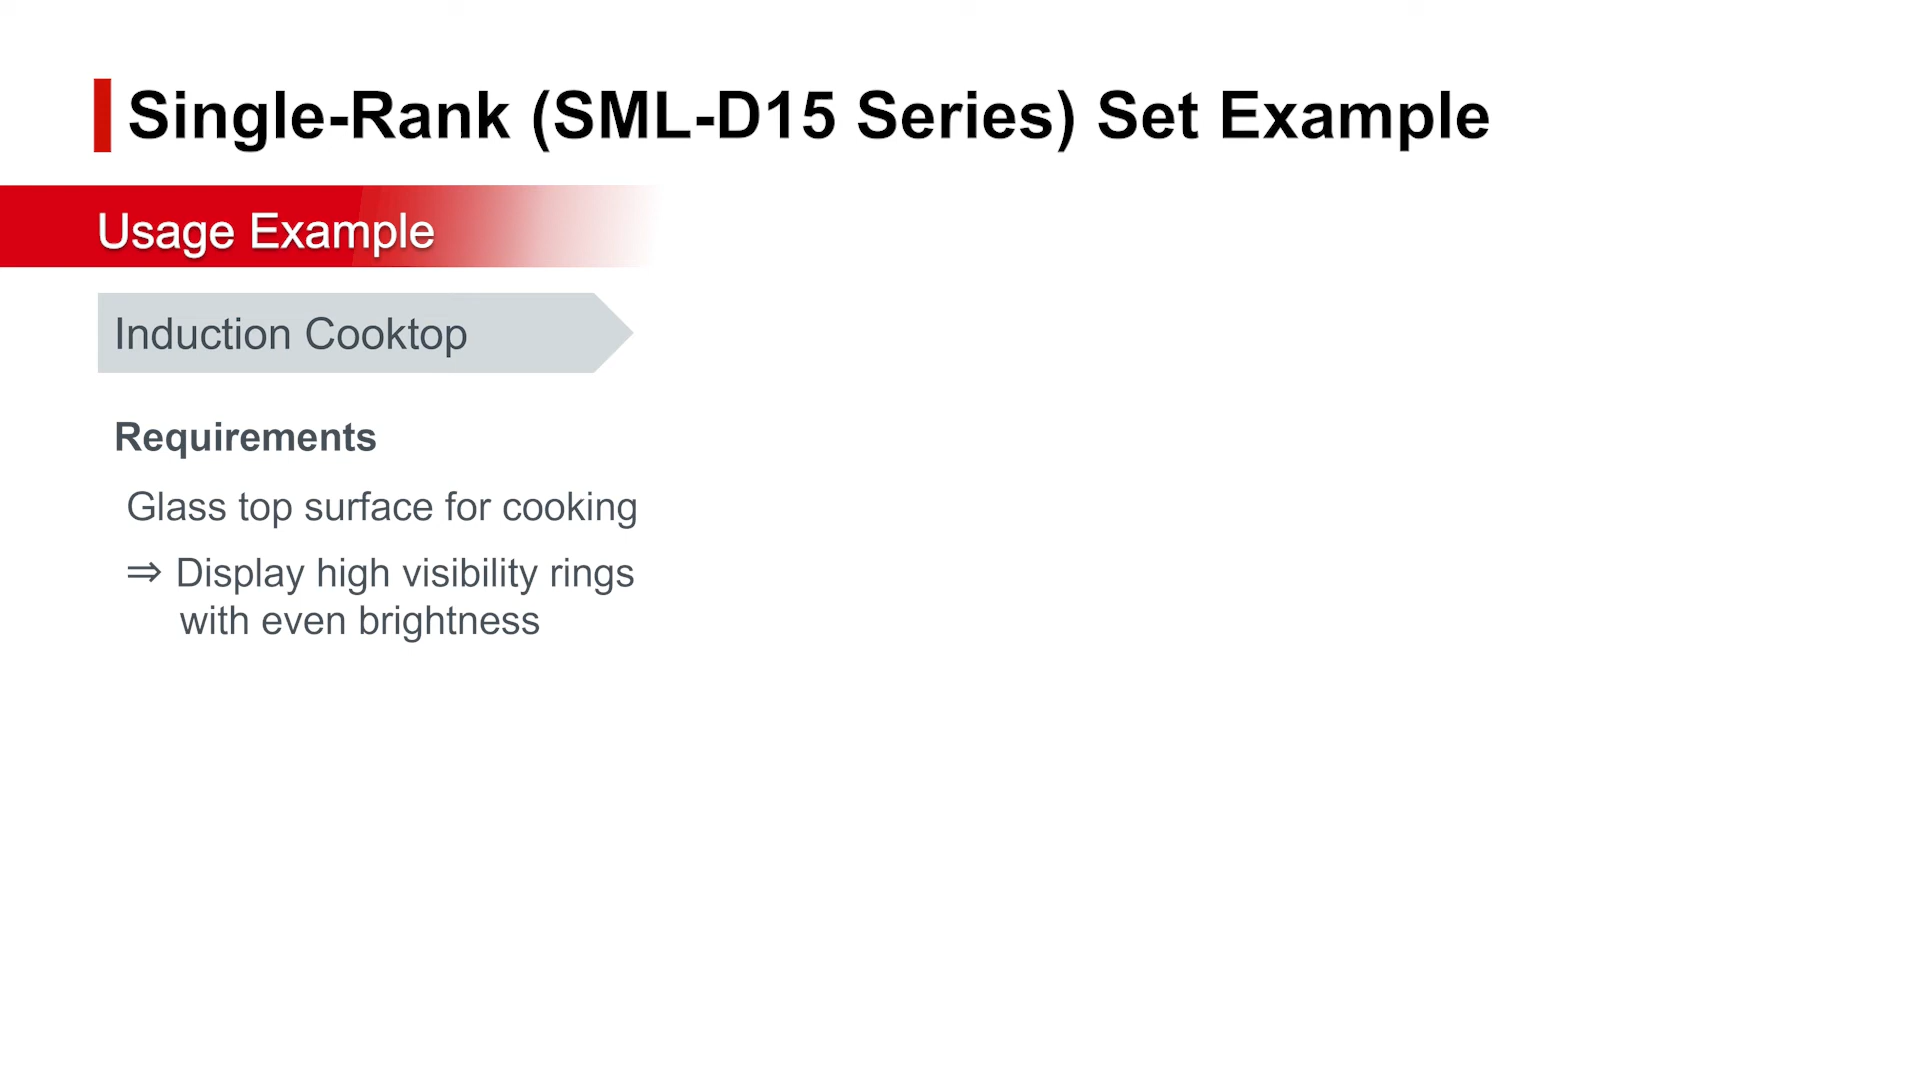 Single-Rank (SML-D15 Series) Set Example
Usage Example
Induction Cooktop
Requirements
Glass top surface for cooking
⇒ Display high visibility rings
with even brightness